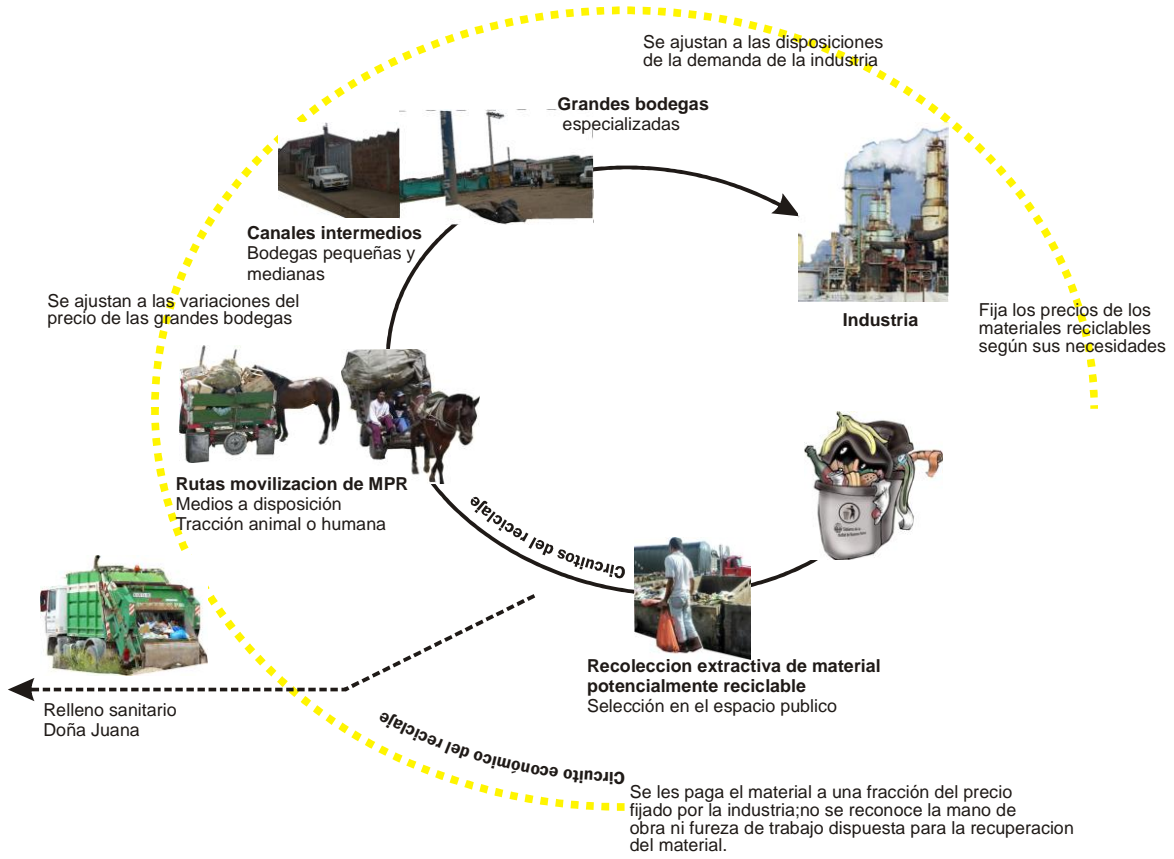 Se ajustan a las disposiciones
de la demanda de la industria
Grandes bodegas
especializadas
Canales intermedios
Bodegas pequeñas y
medianas
Se ajustan a las variaciones del
precio de las grandes bodegas
Industria
Fija los precios de los
materiales reciclables
según sus necesidades
Rutas movilizacion de MPR
Medios a disposición
Tracción animal o humana
Circuitos del reciclaje
Recoleccion extractiva de material
potencialmente reciclable
Selección en el espacio publico
Relleno sanitario
Doña Juana
Circuito económico del reciclaje
Se les paga el material a una fracción del precio
fijado por la industria;no se reconoce la mano de
obra ni fureza de trabajo dispuesta para la recuperacion
del material.